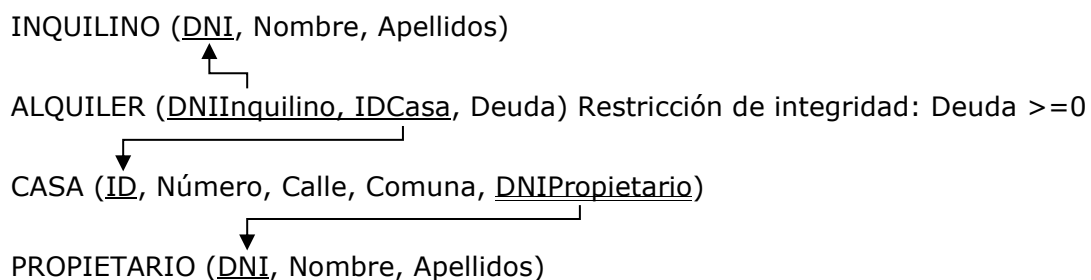 INQUILINO (DNI, Nombre, Apellidos)
ALQUILER (DNIInquilino, IDCasa, Deuda) Restricción de integridad: Deuda >=0
CASA (ID, Número, Calle, Comuna, DNIPropietario)
PROPIETARIO (DNI, Nombre, Apellidos)